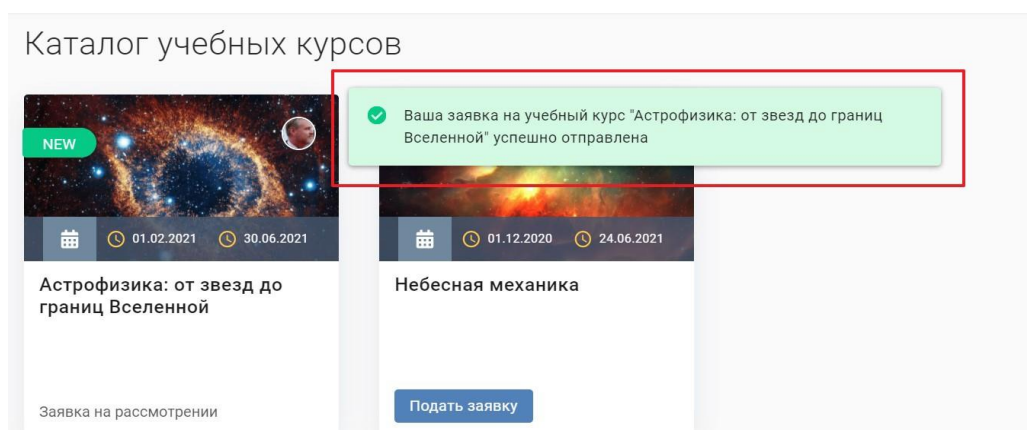 Каталог учебных курсов
Ваша заявка на учебный курс "Астрофизика: от звезд до границ
Вселенной" успешно отправлена
NEW
01.02.2021 30.06.2021
Астрофизика: от звезд до
границ Вселенной
Заявка на рассмотрении
01.12.2020 24.06.2021
Небесная механика
Подать заявку